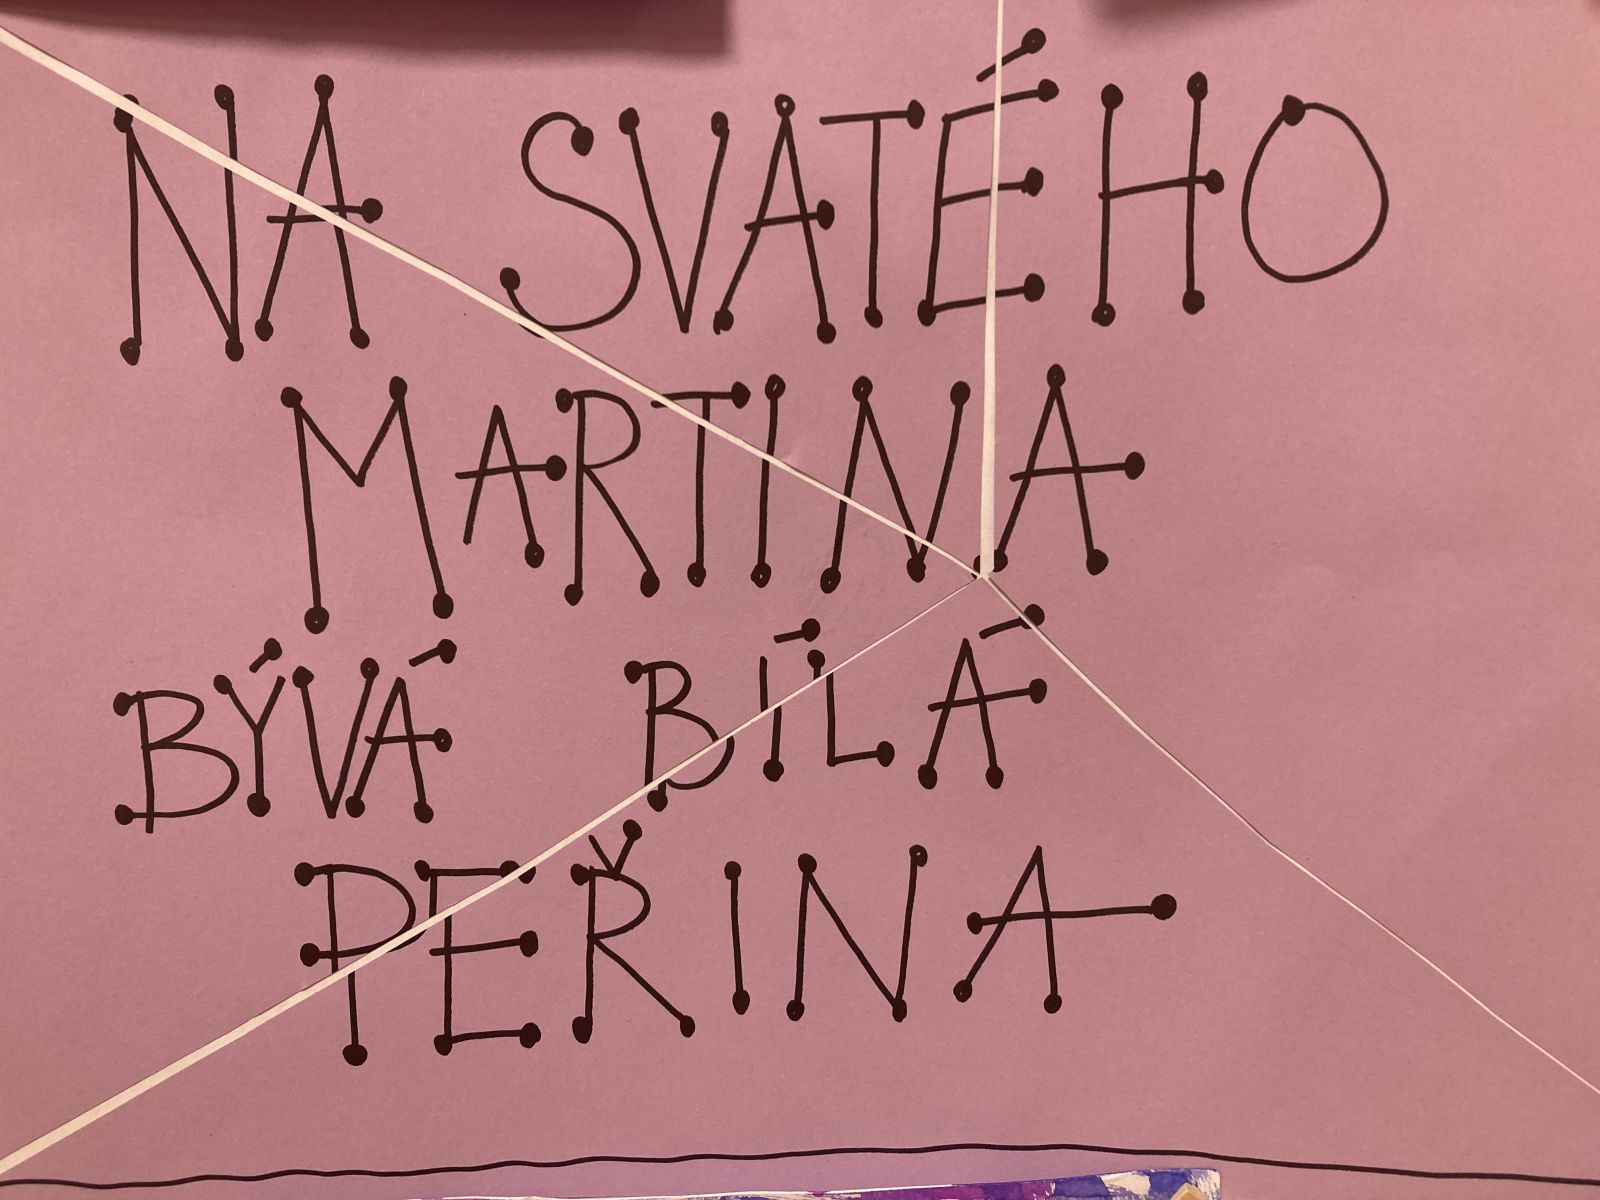 NA SVATÉHO
MARTINA
BÝVÁ BÍLÁ
PEŘINA